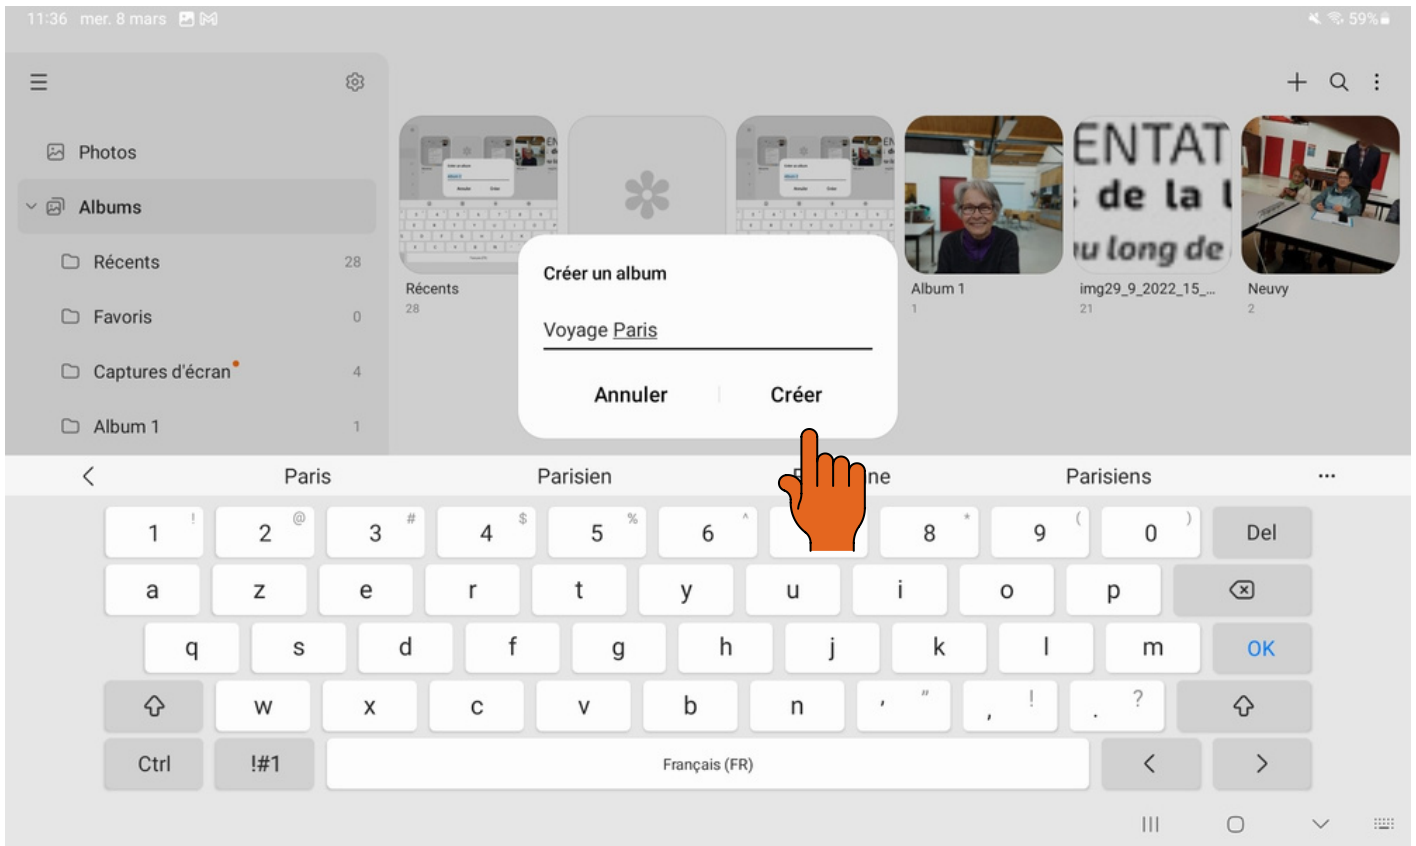 11:36 mer. 8 mars 59%
Photos
Albums
Récents 28
Favoris 0
Captures d'écran 4
Album 1 1
Récents
28
Album 1
1
img29_9_2022_15_...
21
Neuvy
2
ENTAT
de la l
u long de
Créer un album
Voyage Paris
Annuler Créer
Paris Parisien ne Parisiens ...
1 ! 2 @ 3 # 4 $ 5 % 6 ^ 8 * 9 ( 0 ) Del
a z e r t y u i o p
q s d f g h j k l m OK
w x c v b n ' " , ! . ?
Ctrl !#1 Français (FR) < >